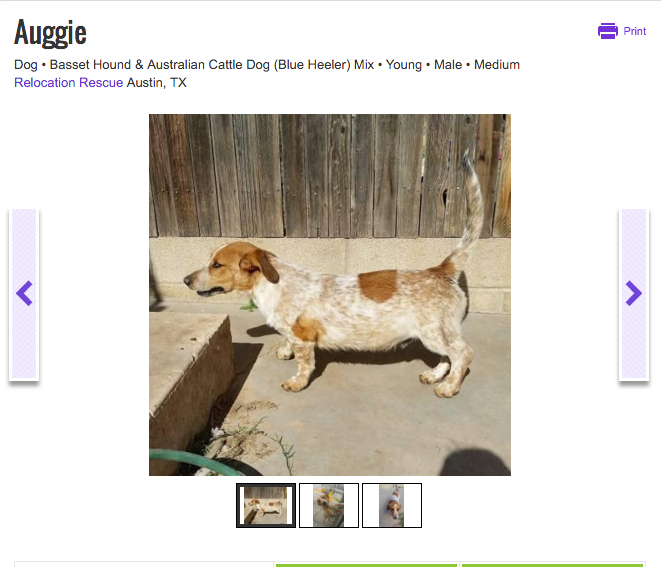 Auggie
Print
Dog • Basset Hound & Australian Cattle Dog (Blue Heeler) Mix • Young • Male • Medium
Relocation Rescue Austin, TX